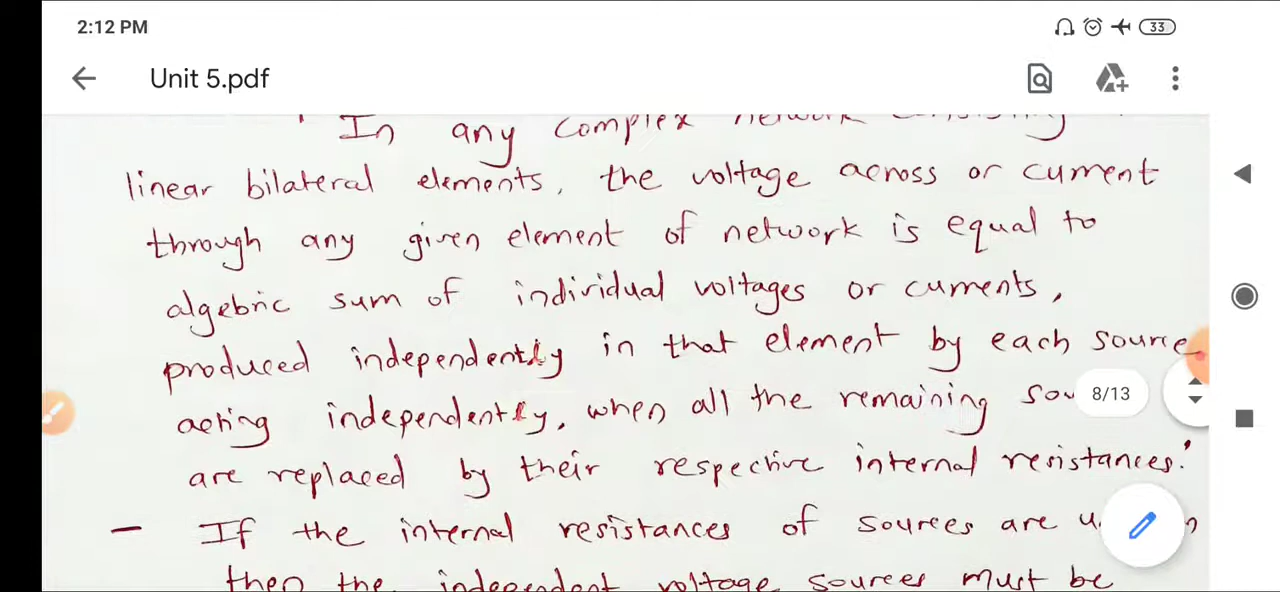 2:12 PM
33
Unit 5.pdf
In any complex network
linear bilateral elements, the voltage across or current
through any given element of network is equal to
algebric sum of individual voltages or currents,
produced independently in that element by each source
acting independently, when all the remaining sou
8/13
are replaced by their respective internal resistances.'
- If the internal resistances of sources are
then the independent voltage sources must be